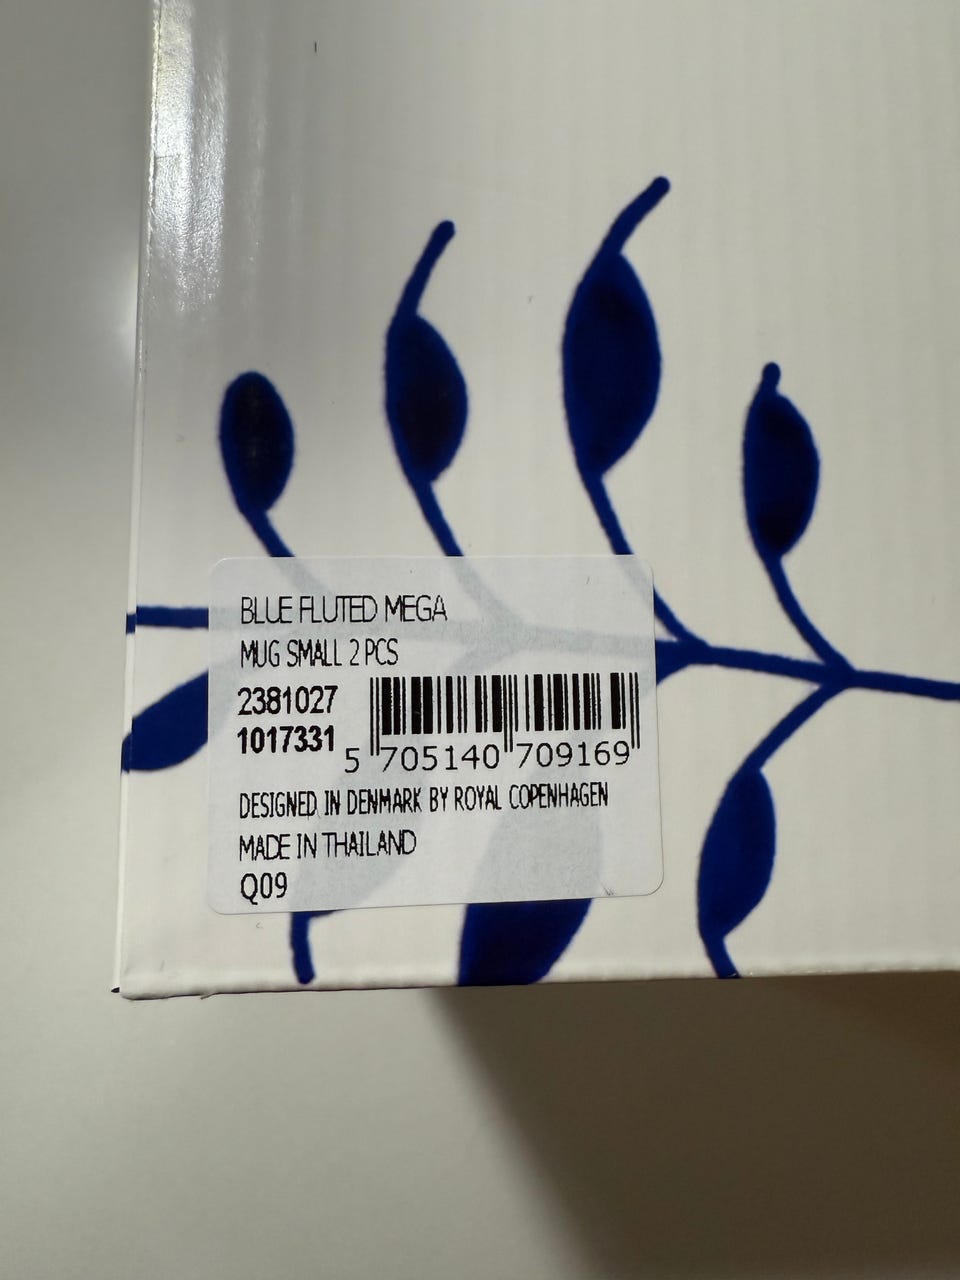 BLUE FLUTED MEGA
MUG SMALL 2 PCS
2381027
1017331
5 705140 709169
DESIGNED IN DENMARK BY ROYAL COPENHAGEN
MADE IN THAILAND
Q09